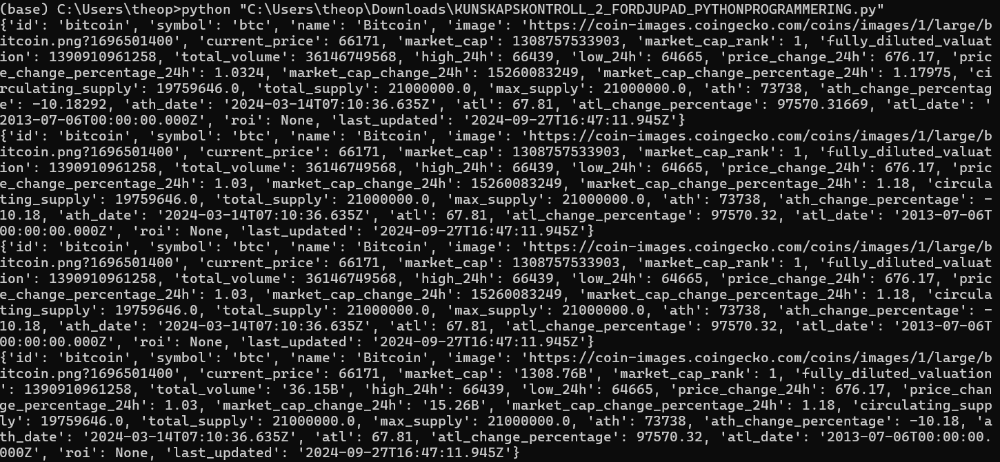 (base) C:\Users\theop>python "C:\Users\theop\Downloads\KUNSKAPSKONTROLL_2_FORDJUPAD_PYTHONPROGRAMMERING.py"
{'id': 'bitcoin', 'symbol': 'btc', 'name': 'Bitcoin', 'image': 'https://coin-images.coingecko.com/coins/images/1/large/b
itcoin.png?1696501400', 'current_price': 66171, 'market_cap': 1308757533903, 'market_cap_rank': 1, 'fully_diluted_valuat
ion': 1390910961258, 'total_volume': 36146749568, 'high_24h': 66439, 'low_24h': 64665, 'price_change_24h': 676.17, 'pric
e_change_percentage_24h': 1.0324, 'market_cap_change_24h': 15260083249, 'market_cap_change_percentage_24h': 1.17975, 'ci
rculating_supply': 19759646.0, 'total_supply': 21000000.0, 'max_supply': 21000000.0, 'ath': 73738, 'ath_change_percentag
e': -10.18292, 'ath_date': '2024-03-14T07:10:36.635Z', 'atl': 67.81, 'atl_change_percentage': 97570.31669, 'atl_date': '
2013-07-06T00:00:00.000Z', 'roi': None, 'last_updated': '2024-09-27T16:47:11.945Z'}
{'id': 'bitcoin', 'symbol': 'btc', 'name': 'Bitcoin', 'image': 'https://coin-images.coingecko.com/coins/images/1/large/b
itcoin.png?1696501400', 'current_price': 66171, 'market_cap': 1308757533903, 'market_cap_rank': 1, 'fully_diluted_valuat
ion': 1390910961258, 'total_volume': 36146749568, 'high_24h': 66439, 'low_24h': 64665, 'price_change_24h': 676.17, 'pric
e_change_percentage_24h': 1.03, 'market_cap_change_24h': 15260083249, 'market_cap_change_percentage_24h': 1.18, 'circula
ting_supply': 19759646.0, 'total_supply': 21000000.0, 'max_supply': 21000000.0, 'ath': 73738, 'ath_change_percentage': -
10.18, 'ath_date': '2024-03-14T07:10:36.635Z', 'atl': 67.81, 'atl_change_percentage': 97570.32, 'atl_date': '2013-07-06T
00:00:00.000Z', 'roi': None, 'last_updated': '2024-09-27T16:47:11.945Z'}
{'id': 'bitcoin', 'symbol': 'btc', 'name': 'Bitcoin', 'image': 'https://coin-images.coingecko.com/coins/images/1/large/b
itcoin.png?1696501400', 'current_price': 66171, 'market_cap': 1308757533903, 'market_cap_rank': 1, 'fully_diluted_valuat
ion': 1390910961258, 'total_volume': 36146749568, 'high_24h': 66439, 'low_24h': 64665, 'price_change_24h': 676.17, 'pric
e_change_percentage_24h': 1.03, 'market_cap_change_24h': 15260083249, 'market_cap_change_percentage_24h': 1.18, 'circula
ting_supply': 19759646.0, 'total_supply': 21000000.0, 'max_supply': 21000000.0, 'ath': 73738, 'ath_change_percentage': -
10.18, 'ath_date': '2024-03-14T07:10:36.635Z', 'atl': 67.81, 'atl_change_percentage': 97570.32, 'atl_date': '2013-07-06T
00:00:00.000Z', 'roi': None, 'last_updated': '2024-09-27T16:47:11.945Z'}
{'id': 'bitcoin', 'symbol': 'btc', 'name': 'Bitcoin', 'image': 'https://coin-images.coingecko.com/coins/images/1/large/b
itcoin.png?1696501400', 'current_price': 66171, 'market_cap': '1308.76B', 'market_cap_rank': 1, 'fully_diluted_valuation
': 1390910961258, 'total_volume': '36.15B', 'high_24h': 66439, 'low_24h': 64665, 'price_change_24h': 676.17, 'price_chan
ge_percentage_24h': 1.03, 'market_cap_change_24h': '15.26B', 'market_cap_change_percentage_24h': 1.18, 'circulating_supp
ly': 19759646.0, 'total_supply': 21000000.0, 'max_supply': 21000000.0, 'ath': 73738, 'ath_change_percentage': -10.18, 'a
th_date': '2024-03-14T07:10:36.635Z', 'atl': 67.81, 'atl_change_percentage': 97570.32, 'atl_date': '2013-07-06T00:00:00.
000Z', 'roi': None, 'last_updated': '2024-09-27T16:47:11.945Z'}